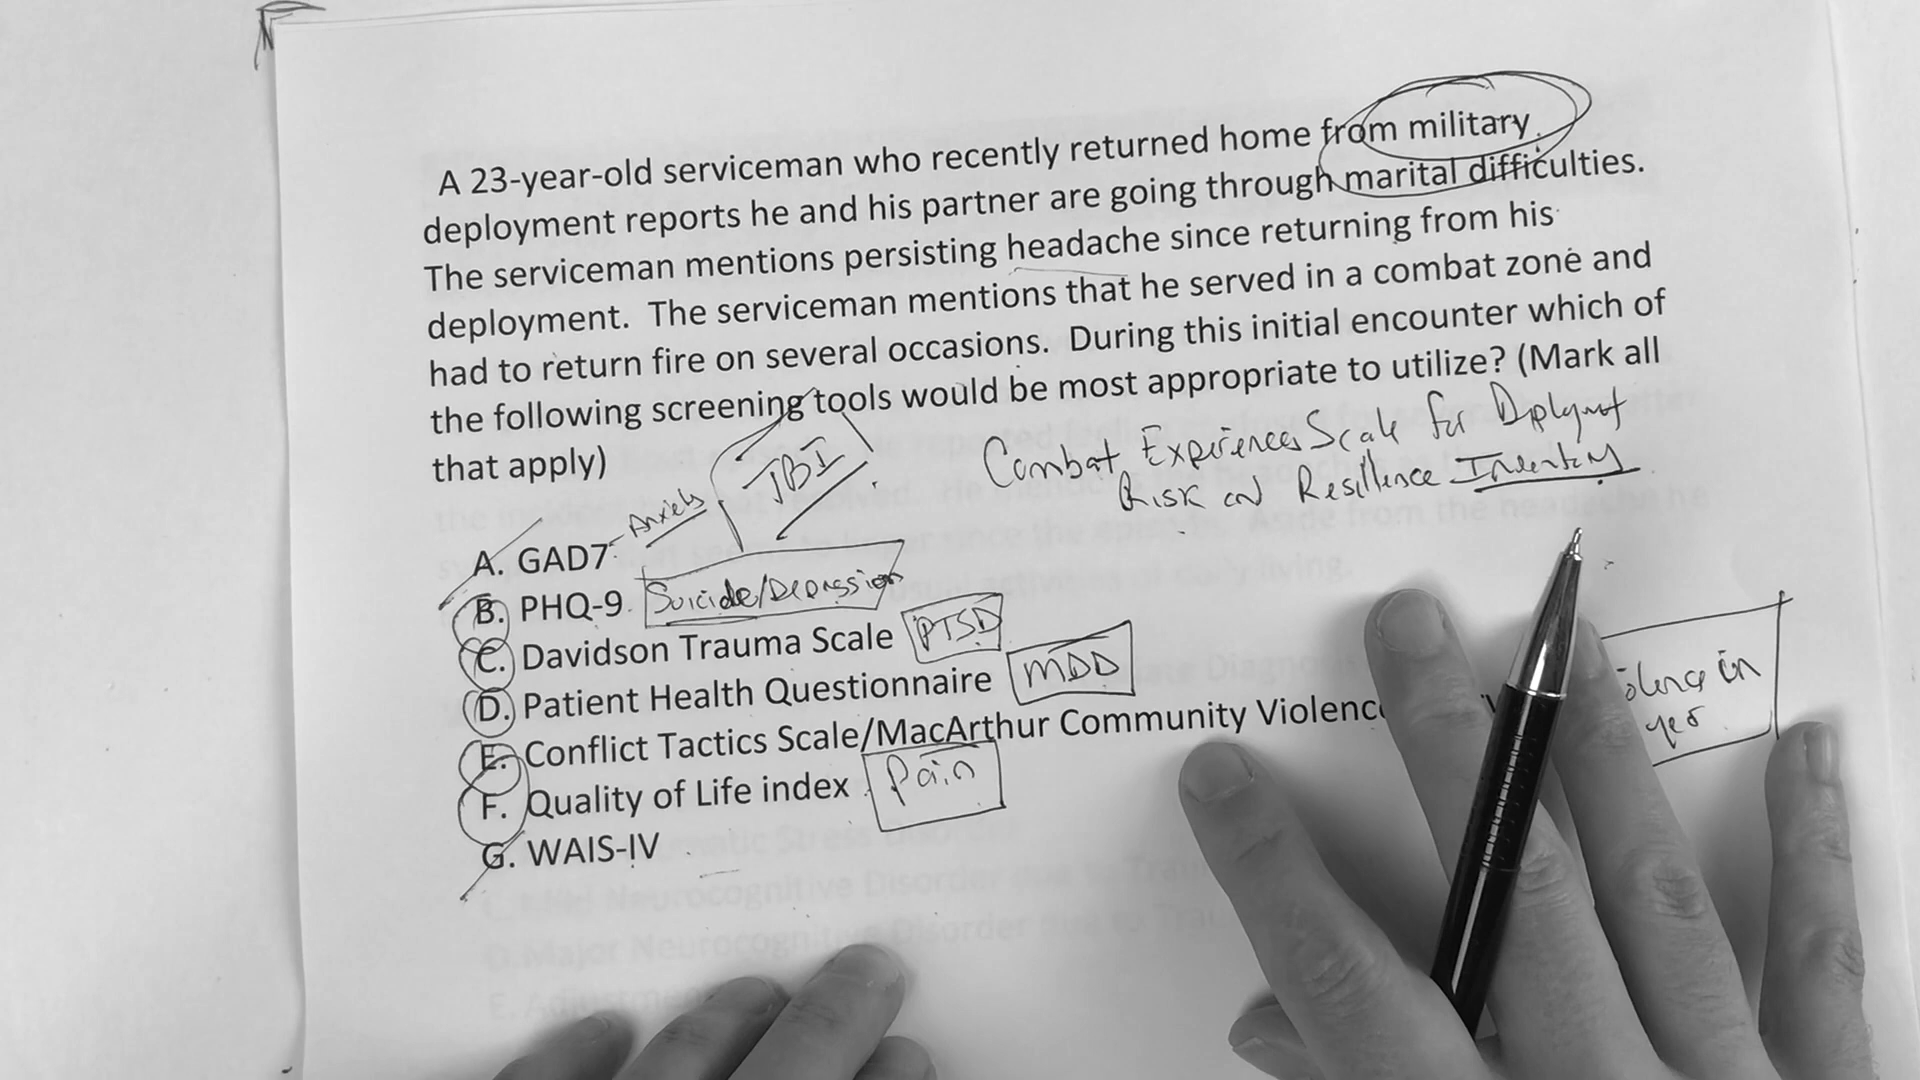 A 23-year-old serviceman who recently returned home from military
deployment reports he and his partner are going through marital difficulties.
The serviceman mentions persisting headache since returning from his
deployment. The serviceman mentions that he served in a combat zone and
had to return fire on several occasions. During this initial encounter which of
the following screening tools would be most appropriate to utilize? (Mark all
that apply)
Combat Experiences Scale for
Risk Resillence Inventory
TBI
Anxiety
A. GAD7
B. PHQ-9 Suicide/Depression
C. Davidson Trauma Scale PTSD
D. Patient Health Questionnaire MDD
E. Conflict Tactics Scale/MacArthur Community
in
F. Quality of Life index Pain
G. WAIS-IV